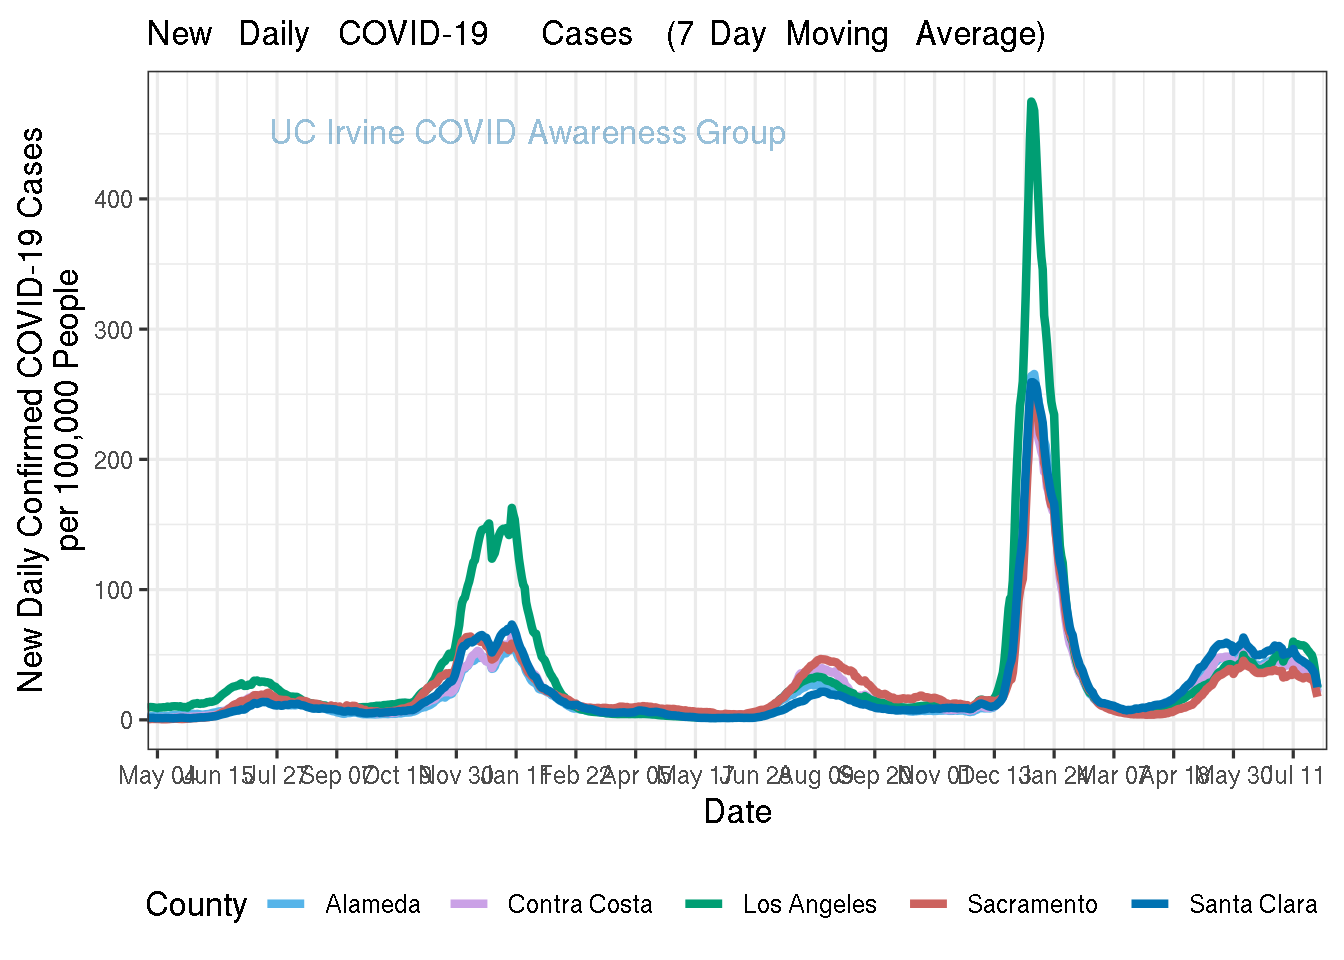 New Daily COVID-19 Cases (7 Day Moving Average)
UC Irvine COVID Awareness Group
New Daily Confirmed COVID-19 Cases
per 100,000 People
400
300
200
100
0
May 04 Jun 15 Jul 27 Sep 07 Oct 19 Nov 30 Jan 11 Feb 22 Apr 05 May 17 Jun 28 Aug 09 Sep 20 Nov 01 Dec 13 Jan 24 Mar 07 Apr 18 May 30 Jul 11
Date
County Alameda Contra Costa Los Angeles Sacramento Santa Clara